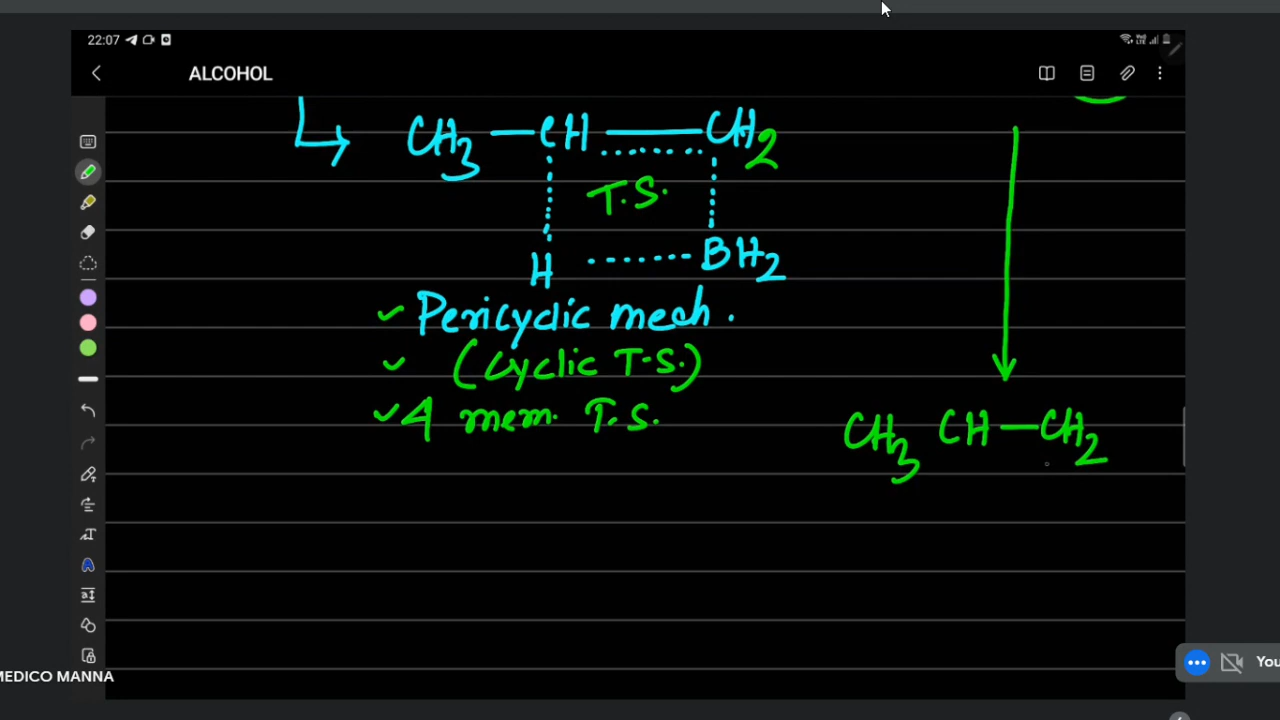 22:07
ALCOHOL
CH3 — CH — CH2
T.S.
H ....... BH2
✓ Pericyclic mech.
✓ (Cyclic T.S.)
✓ 4 mem. T.S.
CH3 CH — CH2
MEDICO MANNA
You